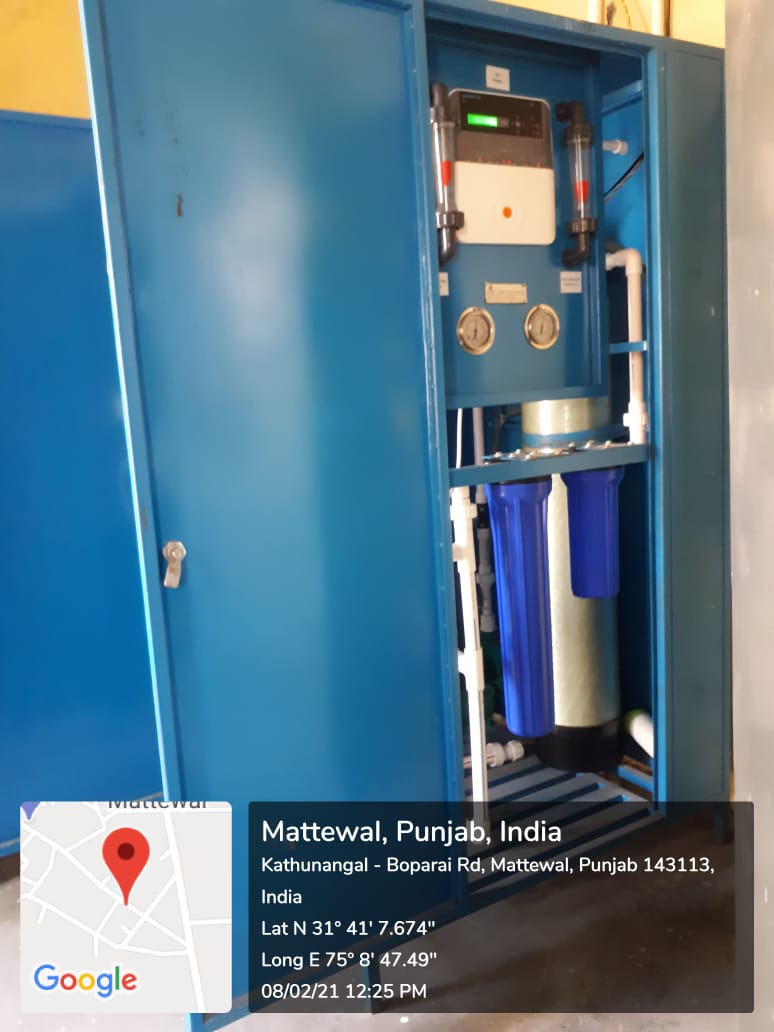 Mattewal
Google
Mattewal, Punjab, India
Kathunangal - Boparai Rd, Mattewal, Punjab 143113,
India
Lat N 31° 41' 7.674"
Long E 75° 8' 47.49"
08/02/21 12:25 PM